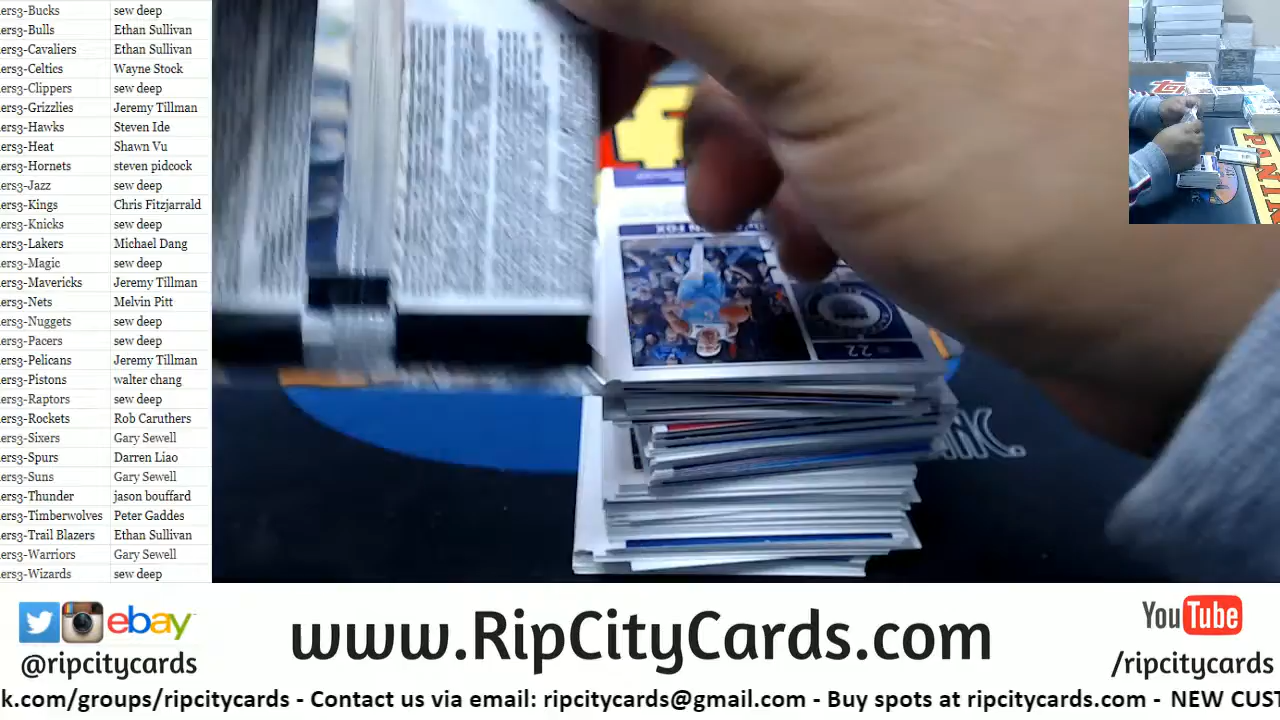 ers3-Bucks sew deep
ers3-Bulls Ethan Sullivan
ers3-Cavaliers Ethan Sullivan
ers3-Celtics Wayne Stock
ers3-Clippers sew deep
ers3-Grizzlies Jeremy Tillman
ers3-Hawks Steven Ide
ers3-Heat Shawn Vu
ers3-Hornets steven pidcock
ers3-Jazz sew deep
ers3-Kings Chris Fitzjarrald
ers3-Knicks sew deep
ers3-Lakers Michael Dang
ers3-Magic sew deep
ers3-Mavericks Jeremy Tillman
ers3-Nets Melvin Pitt
ers3-Nuggets sew deep
ers3-Pacers sew deep
ers3-Pelicans Jeremy Tillman
ers3-Pistons walter chang
ers3-Raptors sew deep
ers3-Rockets Rob Caruthers
ers3-Sixers Gary Sewell
ers3-Spurs Darren Liao
ers3-Suns Gary Sewell
ers3-Thunder jason bouffard
ers3-Timberwolves Peter Gaddes
ers3-Trail Blazers Ethan Sullivan
ers3-Warriors Gary Sewell
ers3-Wizards sew deep
FOX
22
PANI
ebay
@ripcitycards
www.RipCityCards.com
YouTube
/ripcitycards
k.com/groups/ripcitycards - Contact us via email: ripcitycards@gmail.com - Buy spots at ripcitycards.com - NEW CUST